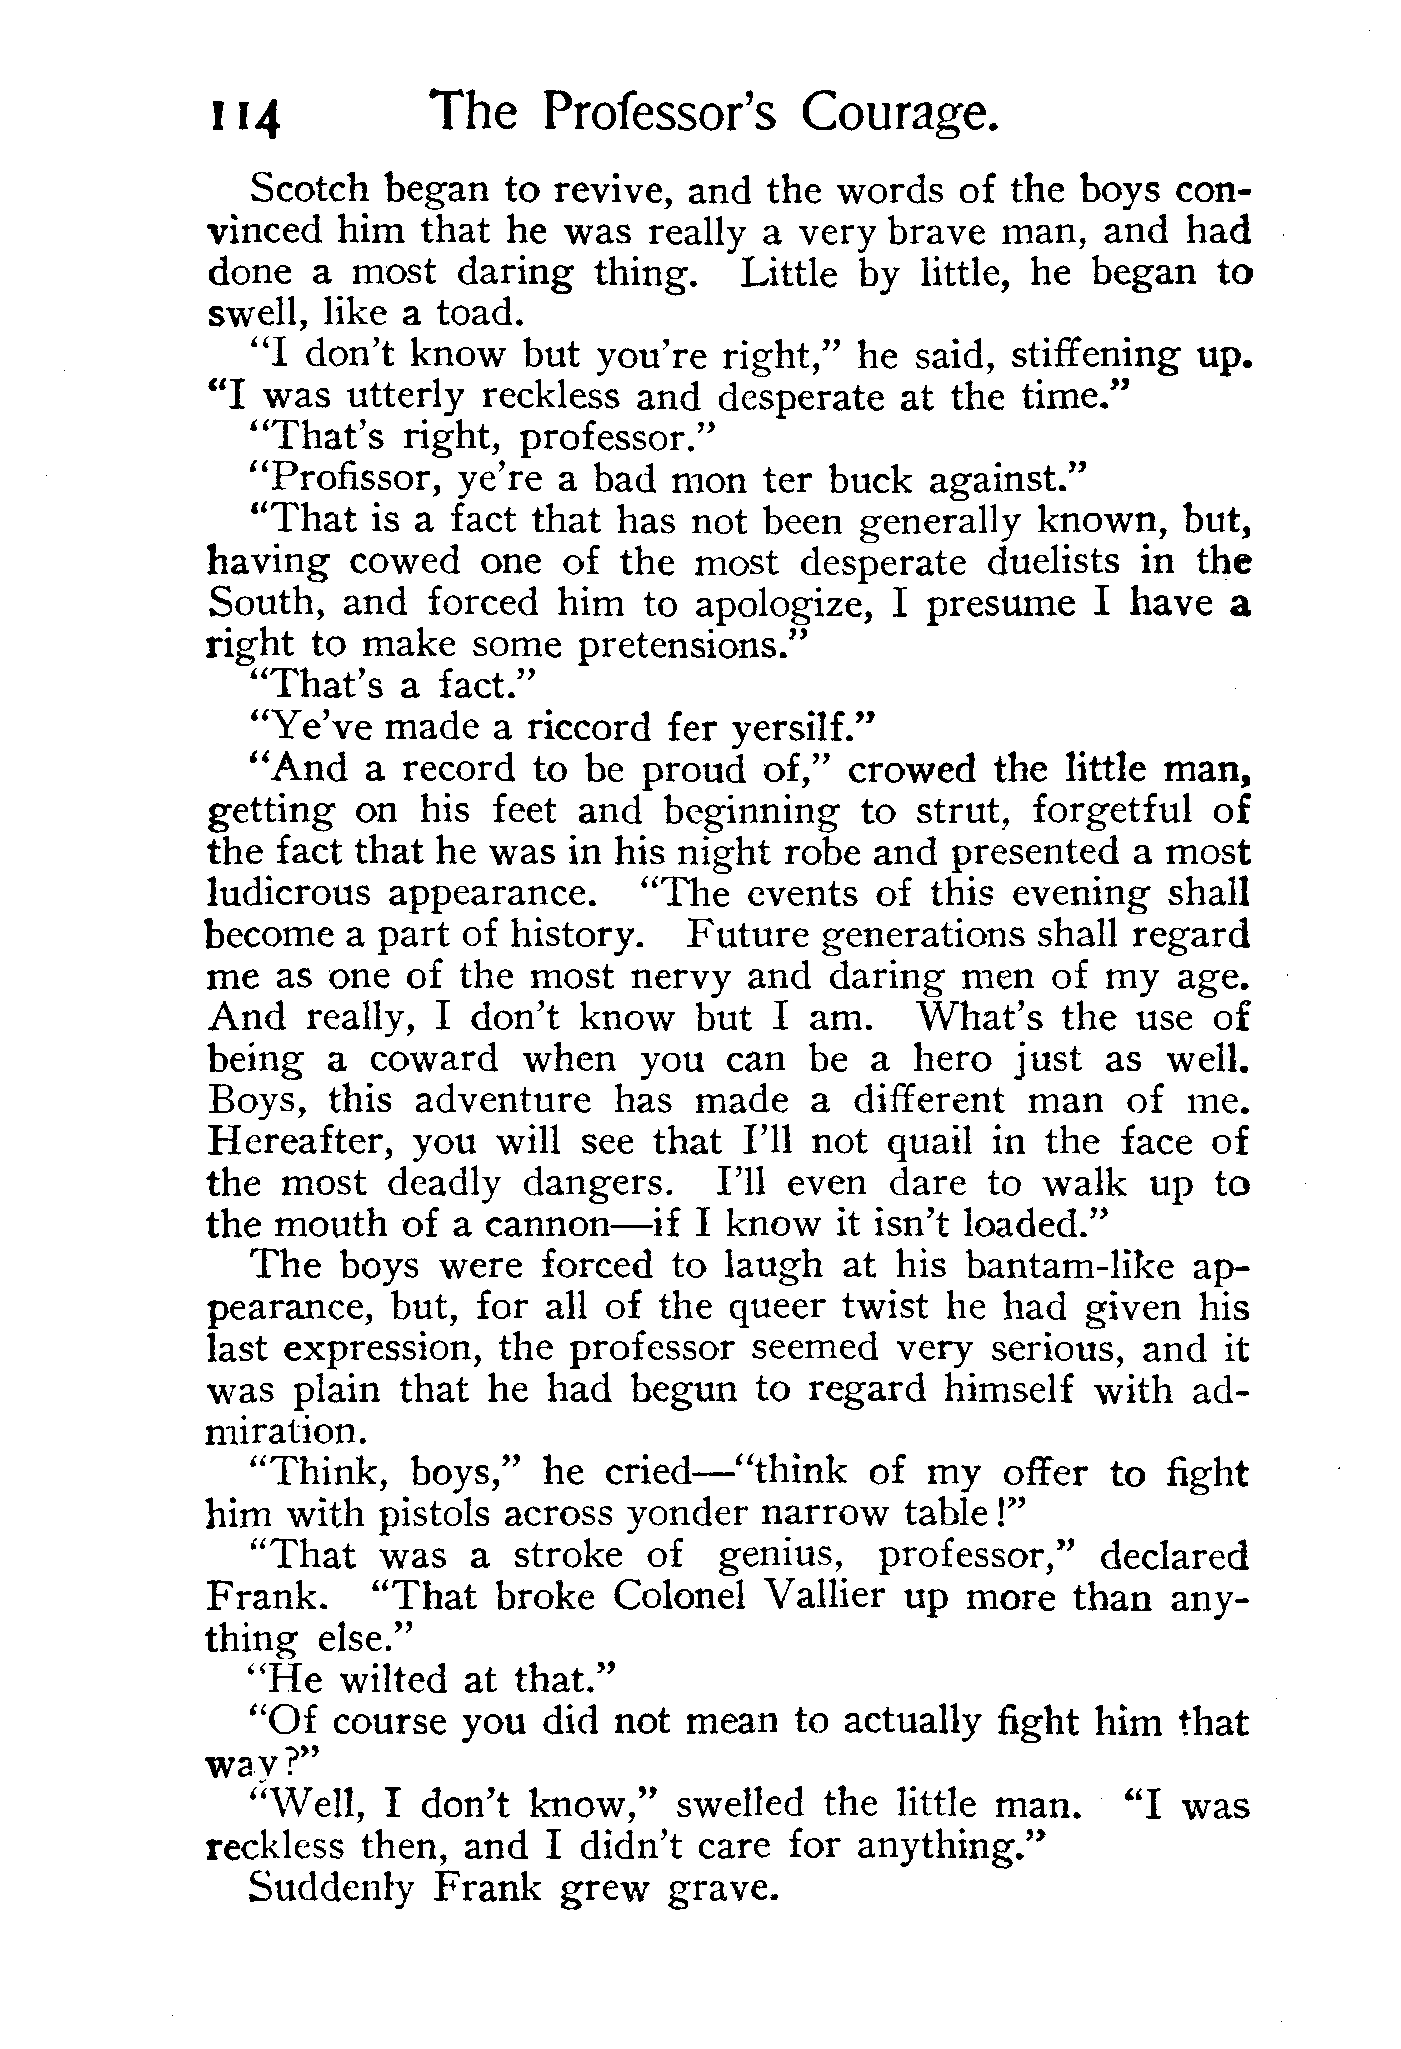 114 The Professor's Courage.
Scotch began to revive, and the words of the boys con-
vinced him that he was really a very brave man, and had
done a most daring thing. Little by little, he began to
swell, like a toad.
"I don't know but you're right," he said, stiffening up.
"I was utterly reckless and desperate at the time."
"That's right, professor."
"Profissor, ye're a bad mon ter buck against."
"That is a fact that has not been generally known, but,
having cowed one of the most desperate duelists in the
South, and forced him to apologize, I presume I have a
right to make some pretensions."
"That's a fact."
"Ye've made a riccord fer yersilf."
"And a record to be proud of," crowed the little man,
getting on his feet and beginning to strut, forgetful of
the fact that he was in his night robe and presented a most
ludicrous appearance. "The events of this evening shall
become a part of history. Future generations shall regard
me as one of the most nervy and daring men of my age.
And really, I don't know but I am. What's the use of
being a coward when you can be a hero just as well.
Boys, this adventure has made a different man of me.
Hereafter, you will see that I'll not quail in the face of
the most deadly dangers. I'll even dare to walk up to
the mouth of a cannon—if I know it isn't loaded."
The boys were forced to laugh at his bantam-like ap-
pearance, but, for all of the queer twist he had given his
last expression, the professor seemed very serious, and it
was plain that he had begun to regard himself with ad-
miration.
"Think, boys," he cried—"think of my offer to fight
him with pistols across yonder narrow table!"
"That was a stroke of genius, professor," declared
Frank. "That broke Colonel Vallier up more than any-
thing else."
"He wilted at that."
"Of course you did not mean to actually fight him that
way?"
"Well, I don't know," swelled the little man. "I was
reckless then, and I didn't care for anything."
Suddenly Frank grew grave.